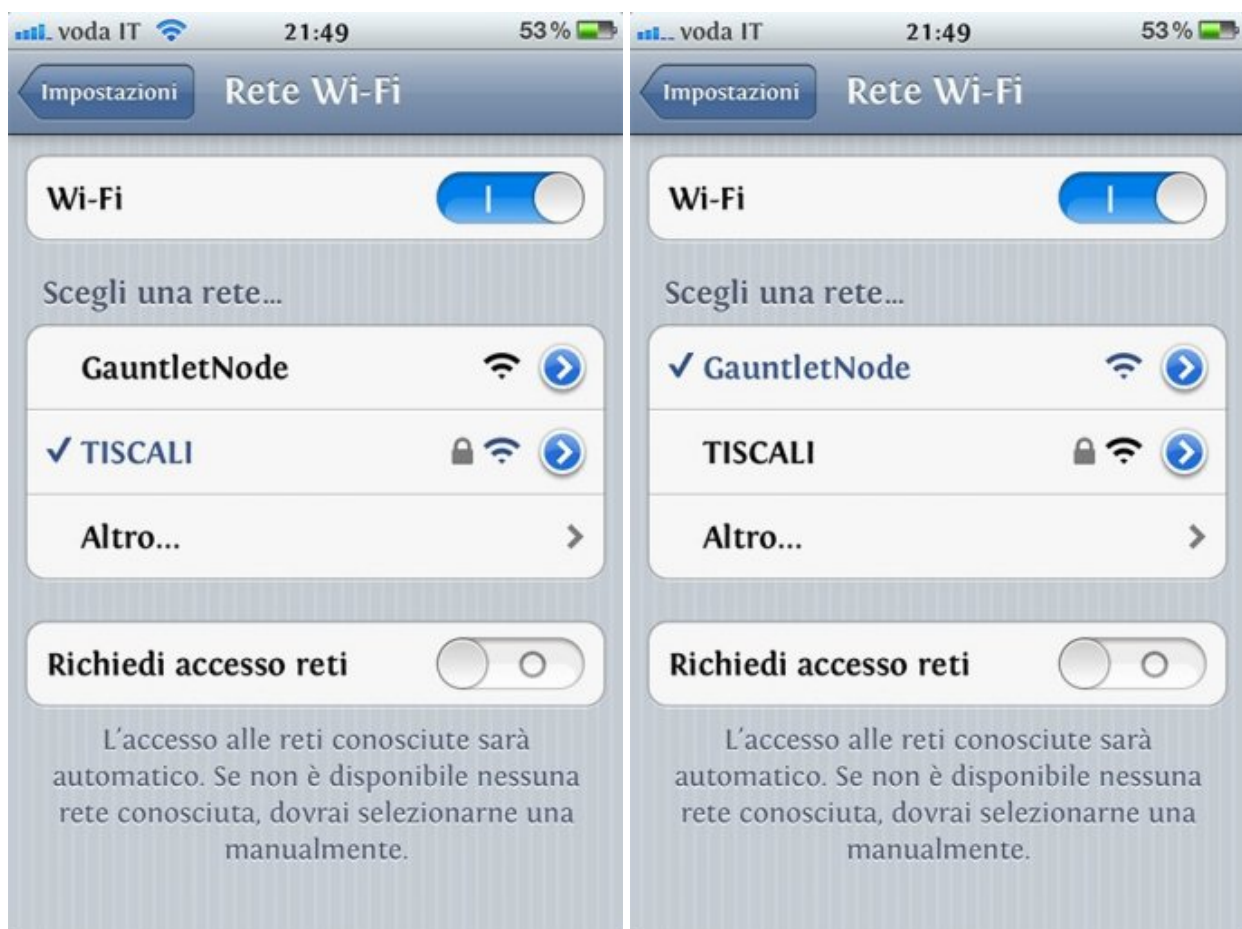 voda IT 21:49 53%
Impostazioni Rete Wi-Fi
Wi-Fi
Scegli una rete...
GauntletNode
✓ TISCALI
Altro...
Richiedi accesso reti
L'accesso alle reti conosciute sarà
automatico. Se non è disponibile nessuna
rete conosciuta, dovrai selezionarne una
manualmente.
voda IT 21:49 53%
Impostazioni Rete Wi-Fi
Wi-Fi
Scegli una rete...
✓ GauntletNode
TISCALI
Altro...
Richiedi accesso reti
L'accesso alle reti conosciute sarà
automatico. Se non è disponibile nessuna
rete conosciuta, dovrai selezionarne una
manualmente.